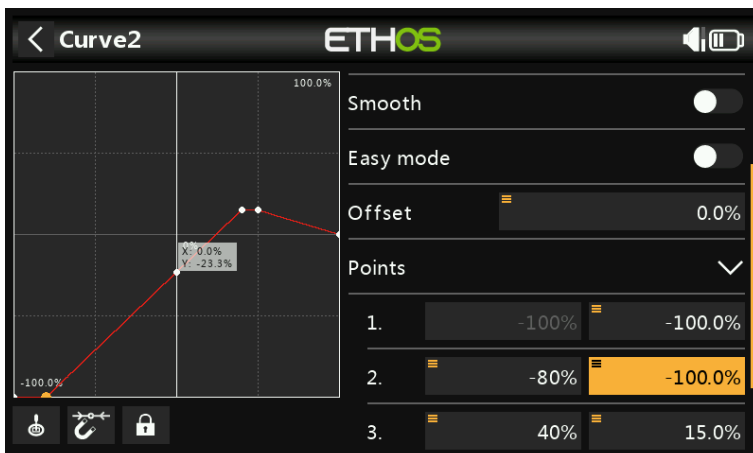 Curve2
ETHOS
100.0%
X: 0.0%
Y: -23.3%
-100.0%
Smooth
Easy mode
Offset 0.0%
Points
1. -100% -100.0%
2. -80% -100.0%
3. 40% 15.0%